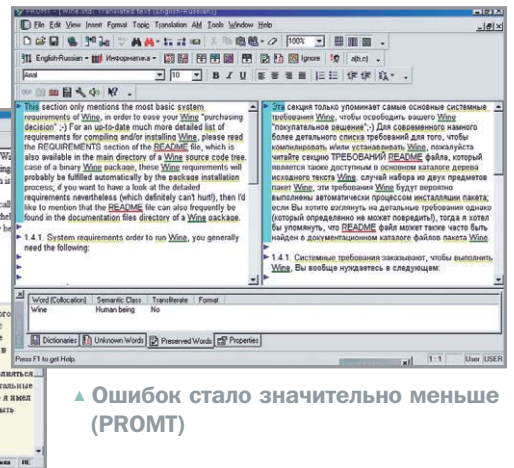 PROMT - [Wine.rtf: Translated text (English-Russian)]
File Edit View Insert Format Topic Translation AM Tools Window Help
100%
English-Russian - Информатика - Ignore a(b,c)
Arial 10 B I U
This section only mentions the most basic system
requirements of Wine, in order to ease your Wine "purchasing
decision" ;-) For an up-to-date much more detailed list of
requirements for compiling and/or installing Wine, please read
the REQUIREMENTS section of the README file, which is
also available in the main directory of a Wine source code tree.
case of a binary Wine package, these Wine requirements will
probably be fulfilled automatically by the package installation
process; if you want to have a look at the detailed
requirements nevertheless (which definitely can't hurt!), then I'd
like to mention that the README file can also frequently be
found in the documentation files directory of a Wine package.
1.4.1. System requirements order to run Wine, you generally
need the following:
Эта секция только упоминает самые основные системные
требования Wine, чтобы освободить вашего Wine
"покупательное решение";-) Для современного намного
более детального списка требований для того, чтобы
компилировать и/или устанавливать Wine, пожалуйста
читайте секцию ТРЕБОВАНИЙ README файла, который
является также доступным в основном каталоге дерева
исходного текста Wine. случай набора из двух предметов
пакет Wine, эти требования Wine будут вероятно
выполнены автоматически процессом инсталляции пакета;
если Вы хотите взглянуть на детальные требования однако
(который определенно не может повредить!), тогда я хотел
бы упомянуть, что README файл может также часто быть
найден в документационном каталоге файлов пакета Wine.
1.4.1. Системные требования заказывают, чтобы выполнить
Wine, Вы вообще нуждаетесь в следующем:
Word (Collocation) Semantic Class Transliterate Format
Wine Human being No
Dictionaries Unknown Words Preserved Words Properties
Press F1 to get Help. 1:1 User USER
Ошибок стало значительно меньше
(PROMT)